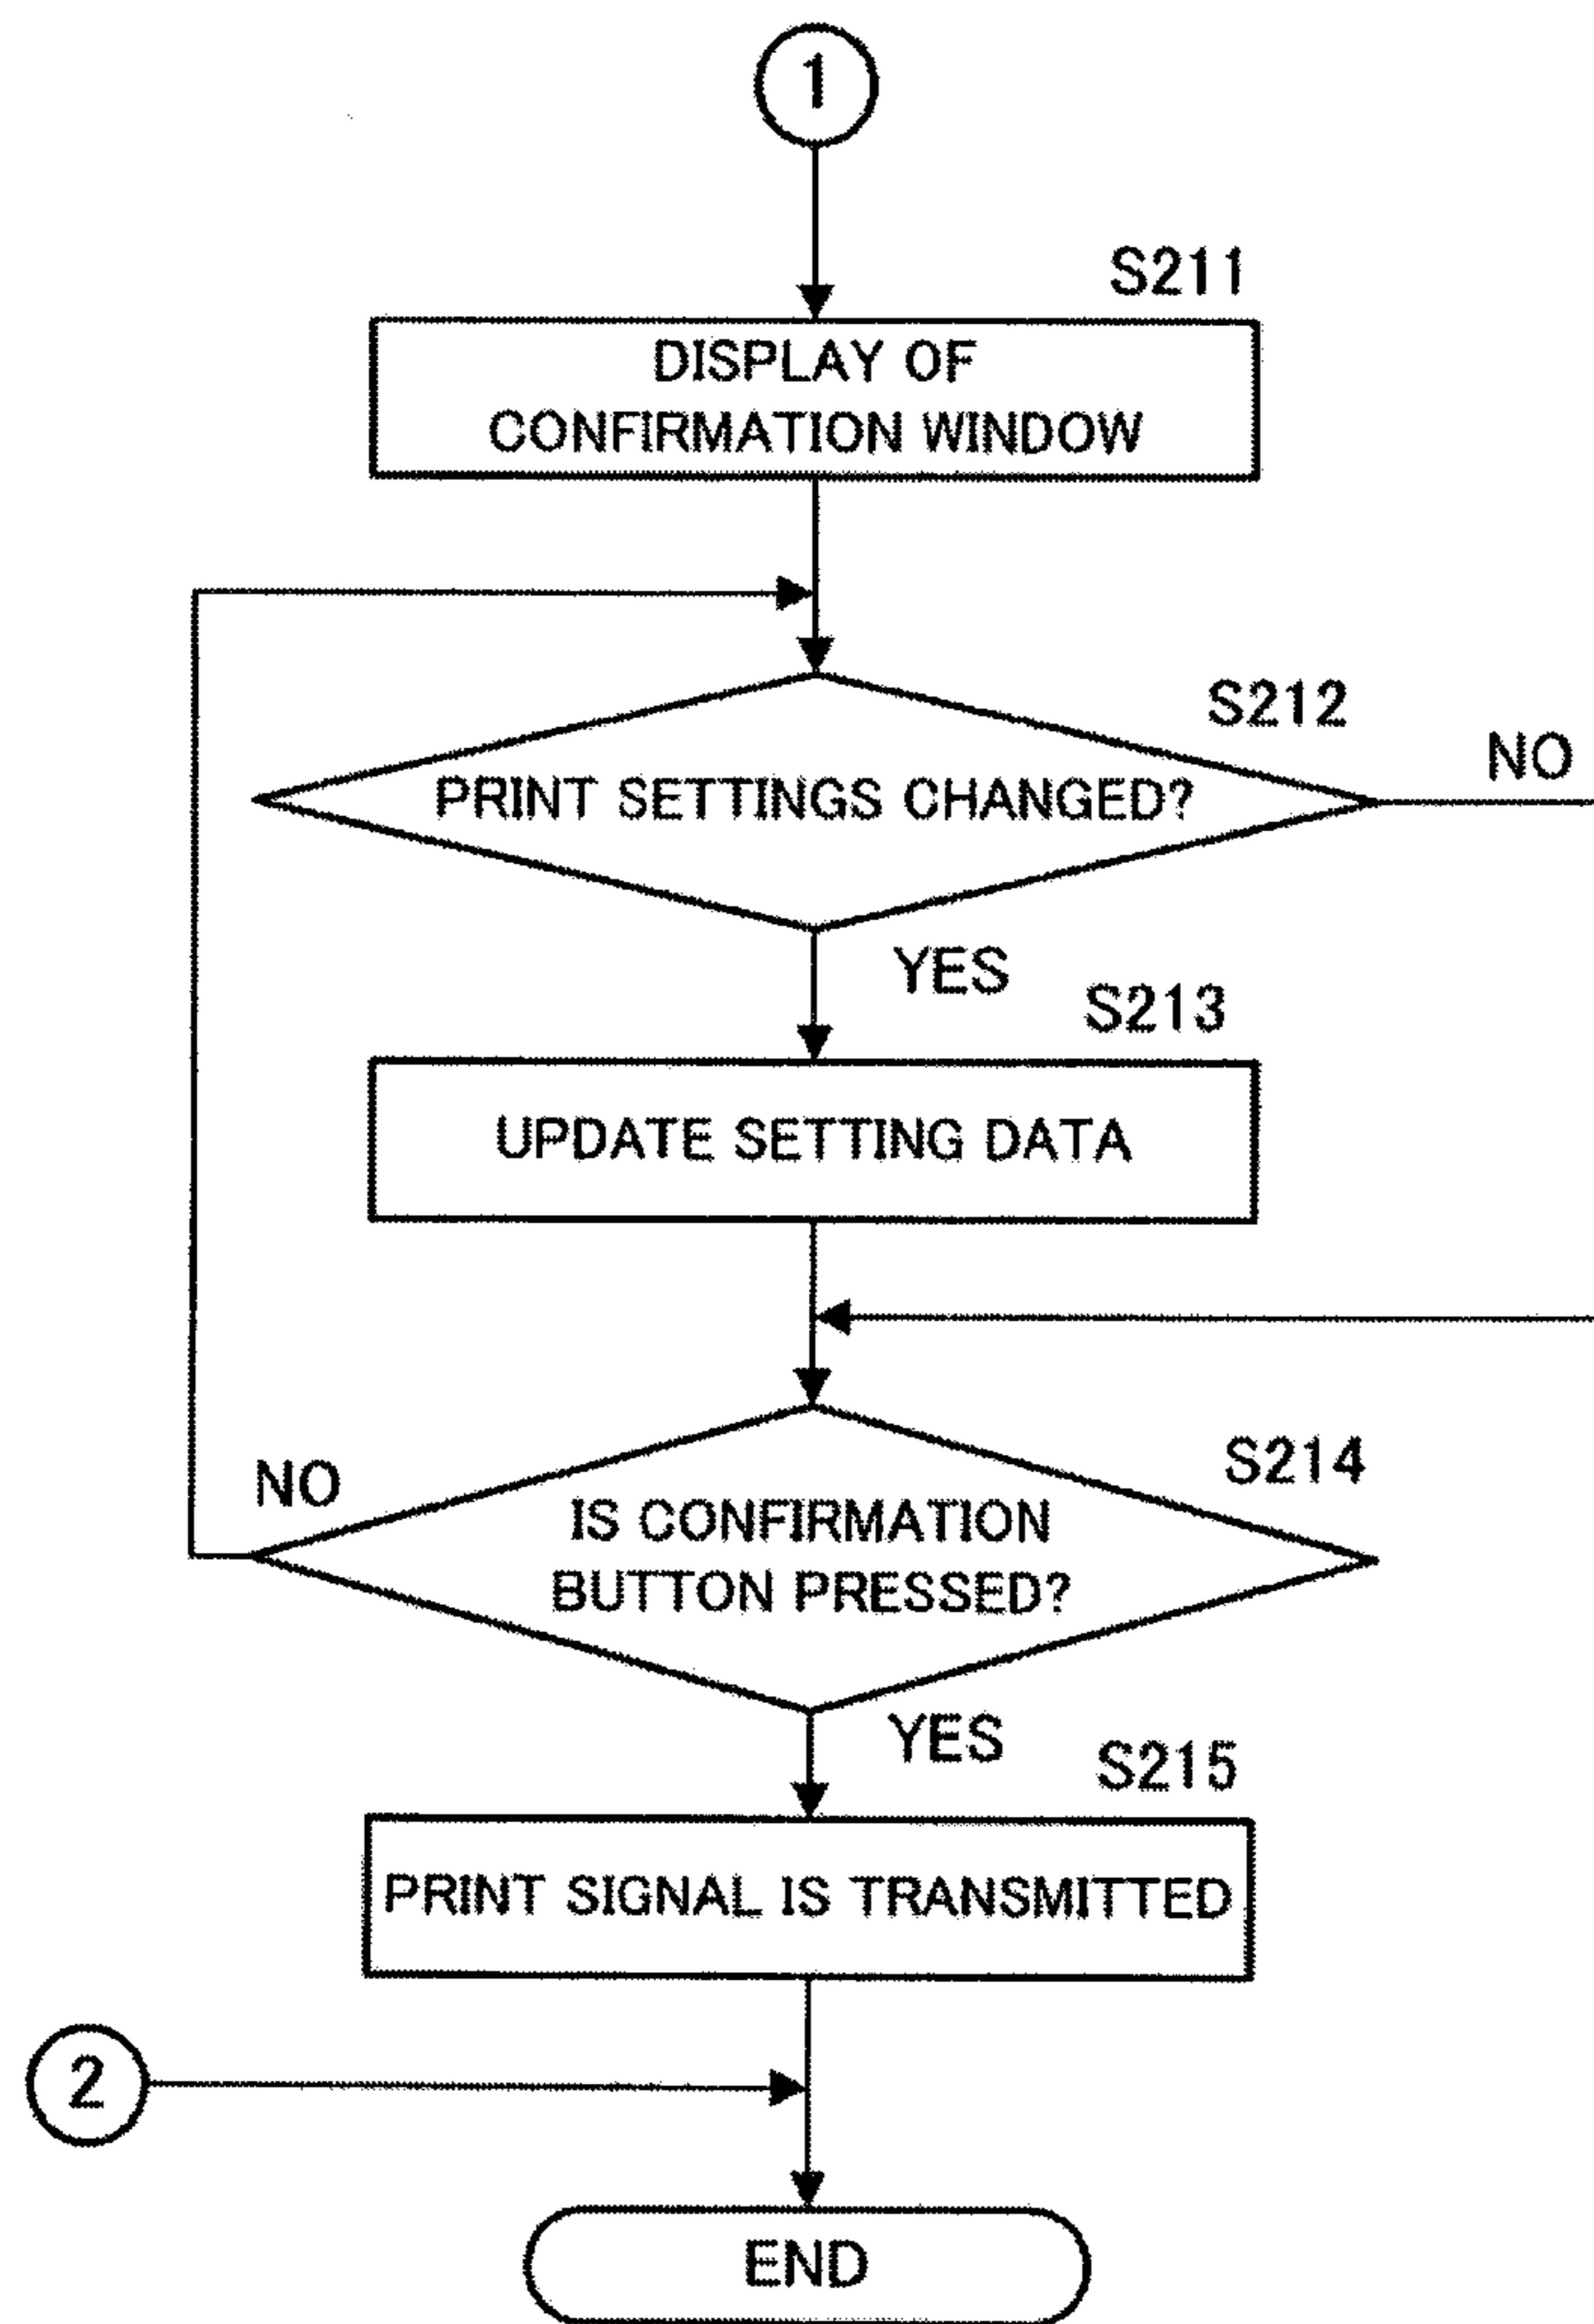 1
S211
DISPLAY OF
CONFIRMATION WINDOW
S212
NO
PRINT SETTINGS CHANGED?
YES
S213
UPDATE SETTING DATA
S214
NO
IS CONFIRMATION
BUTTON PRESSED?
YES
S215
PRINT SIGNAL IS TRANSMITTED
2
END